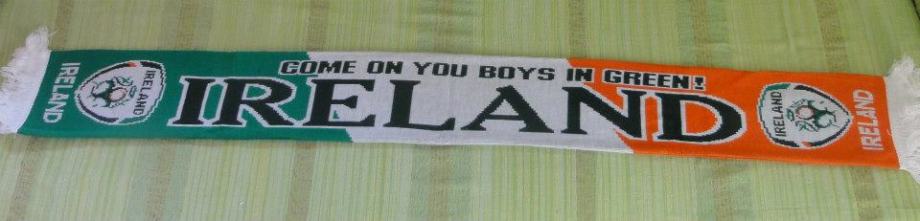 IRELAND
IRELAND
COME ON YOU BOYS IN GREEN!
IRELAND
IRELAND
IRELAND